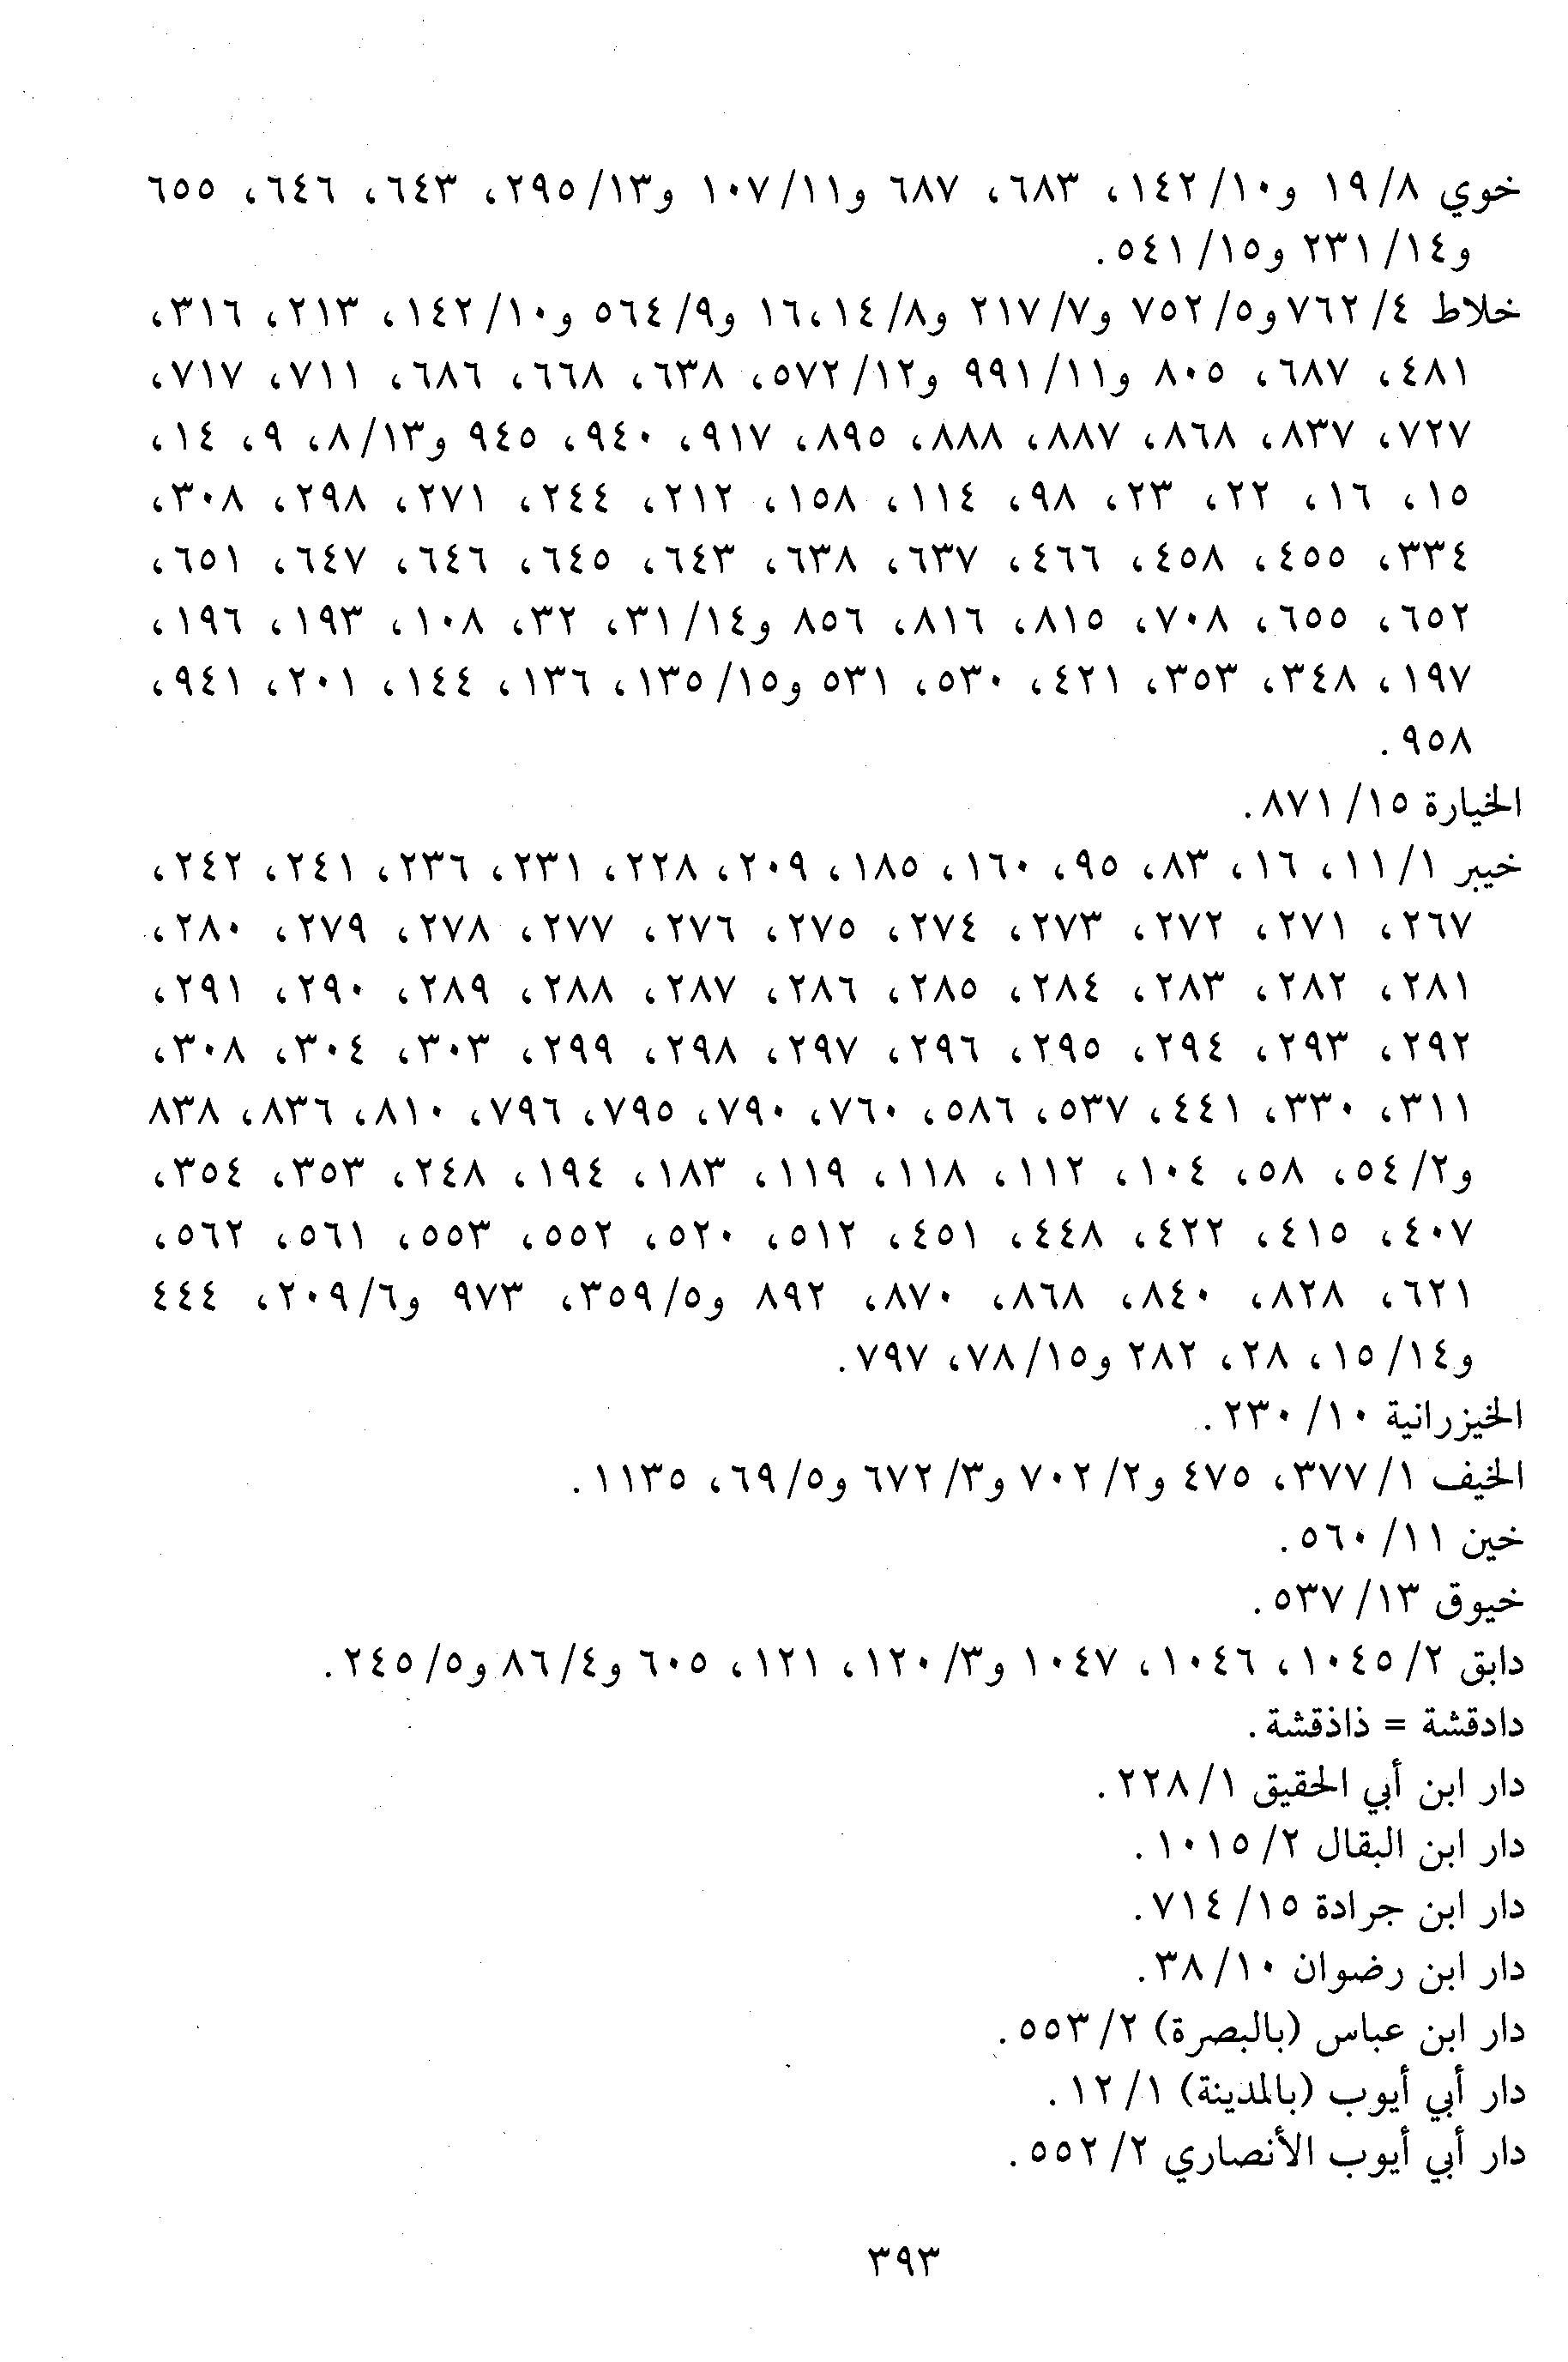 خوي ٨/ ١٩ و١٠/ ١٤٢، ٦٨٣، ٦٨٧ و١١/ ١٠٧ و١٣/ ٢٩٥، ٦٤٣، ٦٤٦، ٦٥٥
و١٤/ ٢٣١ و١٥/ ٥٤١.
خلاط ٤/ ٧٦٢ و٥/ ٧٥٢ و٧/ ٢١٧ و٨/ ١٤،١٦ و٩/ ٥٦٤ و١٠/ ١٤٢، ٢١٣، ٣١٦،
٤٨١، ٦٨٧، ٨٠٥ و١١/ ٩٩١ و١٢/ ٥٧٢، ٦٣٨، ٦٦٨، ٦٨٦، ٧١١، ٧١٧،
٧٢٧، ٨٣٧، ٨٦٨، ٨٨٧، ٨٨٨، ٨٩٥، ٩١٧، ٩٤٠، ٩٤٥ و١٣/ ٨، ٩، ١٤،
١٥، ١٦، ٢٢، ٢٣، ٩٨، ١١٤، ١٥٨، ٢١٢، ٢٤٤، ٢٧١، ٢٩٨، ٣٠٨،
٣٣٤، ٤٥٥، ٤٥٨، ٤٦٦، ٦٣٧، ٦٣٨، ٦٤٣، ٦٤٥، ٦٤٦، ٦٤٧، ٦٥١،
٦٥٢، ٦٥٥، ٧٠٨، ٨١٥، ٨١٦، ٨٥٦ و١٤/ ٣١، ٣٢، ١٠٨، ١٩٣، ١٩٦،
١٩٧، ٣٤٨، ٣٥٣، ٤٢١، ٥٣٠، ٥٣١ و١٥/ ١٣٥، ١٣٦، ١٤٤، ٢٠١، ٩٤١،
٩٥٨.
الخيارة ١٥/ ٨٧١.
خيبر ١/ ١١، ١٦، ٨٣، ٩٥، ١٦٠، ١٨٥، ٢٠٩، ٢٢٨، ٢٣١، ٢٣٦، ٢٤١، ٢٤٢،
٢٦٧، ٢٧١، ٢٧٢، ٢٧٣، ٢٧٤، ٢٧٥، ٢٧٦، ٢٧٧، ٢٧٨، ٢٧٩، ٢٨٠،
٢٨١، ٢٨٢، ٢٨٣، ٢٨٤، ٢٨٥، ٢٨٦، ٢٨٧، ٢٨٨، ٢٨٩، ٢٩٠، ٢٩١،
٢٩٢، ٢٩٣، ٢٩٤، ٢٩٥، ٢٩٦، ٢٩٧، ٢٩٨، ٢٩٩، ٣٠٣، ٣٠٤، ٣٠٨،
٣١١، ٣٣٠، ٤٤١، ٥٣٧، ٥٨٦، ٧٦٠، ٧٩٠، ٧٩٥، ٧٩٦، ٨١٠، ٨٣٦، ٨٣٨
و٢/ ٥٤، ٥٨، ١٠٤، ١١٢، ١١٨، ١١٩، ١٨٣، ١٩٤، ٢٤٨، ٣٥٣، ٣٥٤،
٤٠٧، ٤١٥، ٤٢٢، ٤٤٨، ٤٥١، ٥١٢، ٥٢٠، ٥٥٢، ٥٥٣، ٥٦١، ٥٦٢،
٦٢١، ٨٢٨، ٨٤٠، ٨٦٨، ٨٧٠، ٨٩٢ و٥/ ٣٥٩، ٩٧٣ و٦/ ٢٠٩، ٤٤٤
و١٤/ ١٥، ٢٨، ٢٨٢ و١٥/ ٧٨، ٧٩٧.
الخيزرانية ١٠/ ٢٣٠.
الخيف ١/ ٣٧٧، ٤٧٥ و٢/ ٧٠٢ و٣/ ٦٧٢ و٥/ ٦٩، ١١٣٥.
خين ١١/ ٥٦٠.
خيوق ١٣/ ٥٣٧.
دابق ٢/ ١٠٤٥، ١٠٤٦، ١٠٤٧ و٣/ ١٢٠، ١٢١، ٦٠٥ و٤/ ٨٦ و٥/ ٢٤٥.
دادقشة = ذاذقشة.
دار ابن أبي الحقيق ١/ ٢٢٨.
دار ابن البقال ٢/ ١٠١٥.
دار ابن جرادة ١٥/ ٧١٤.
دار ابن رضوان ١٠/ ٣٨.
دار ابن عباس (بالبصرة) ٢/ ٥٥٣.
دار أبي أيوب (بالمدينة) ١/ ١٢.
دار أبي أيوب الأنصاري ٢/ ٥٥٢.
٣٩٣